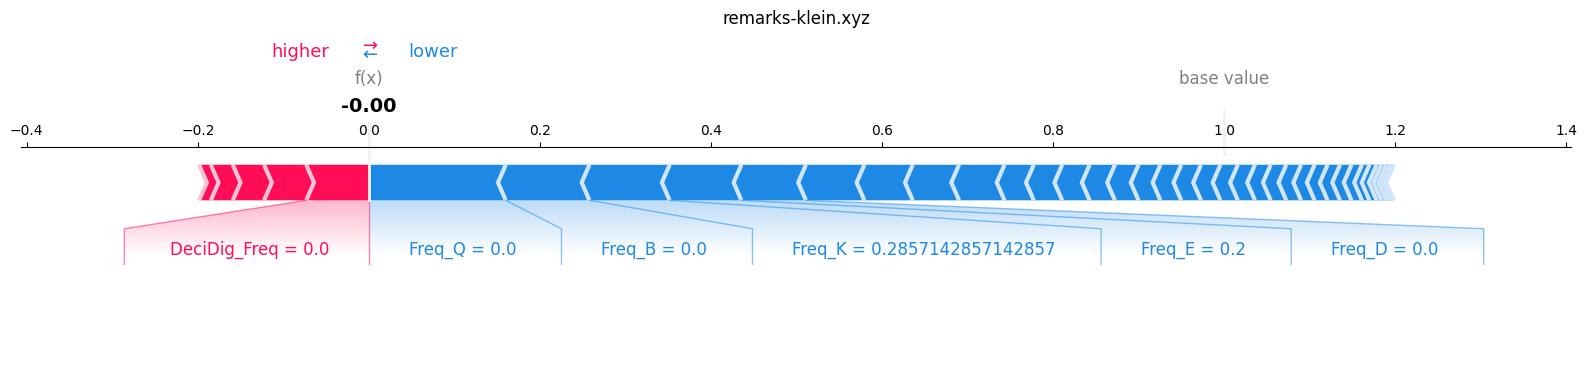 remarks-klein.xyz
higher → ← lower
f(x) base value
-0.00
−0.4 −0.2 0 0 0.2 0.4 0.6 0.8 1 0 1.2 1.4
DeciDig_Freq = 0.0 Freq_Q = 0.0 Freq_B = 0.0 Freq_K = 0.2857142857142857 Freq_E = 0.2 Freq_D = 0.0